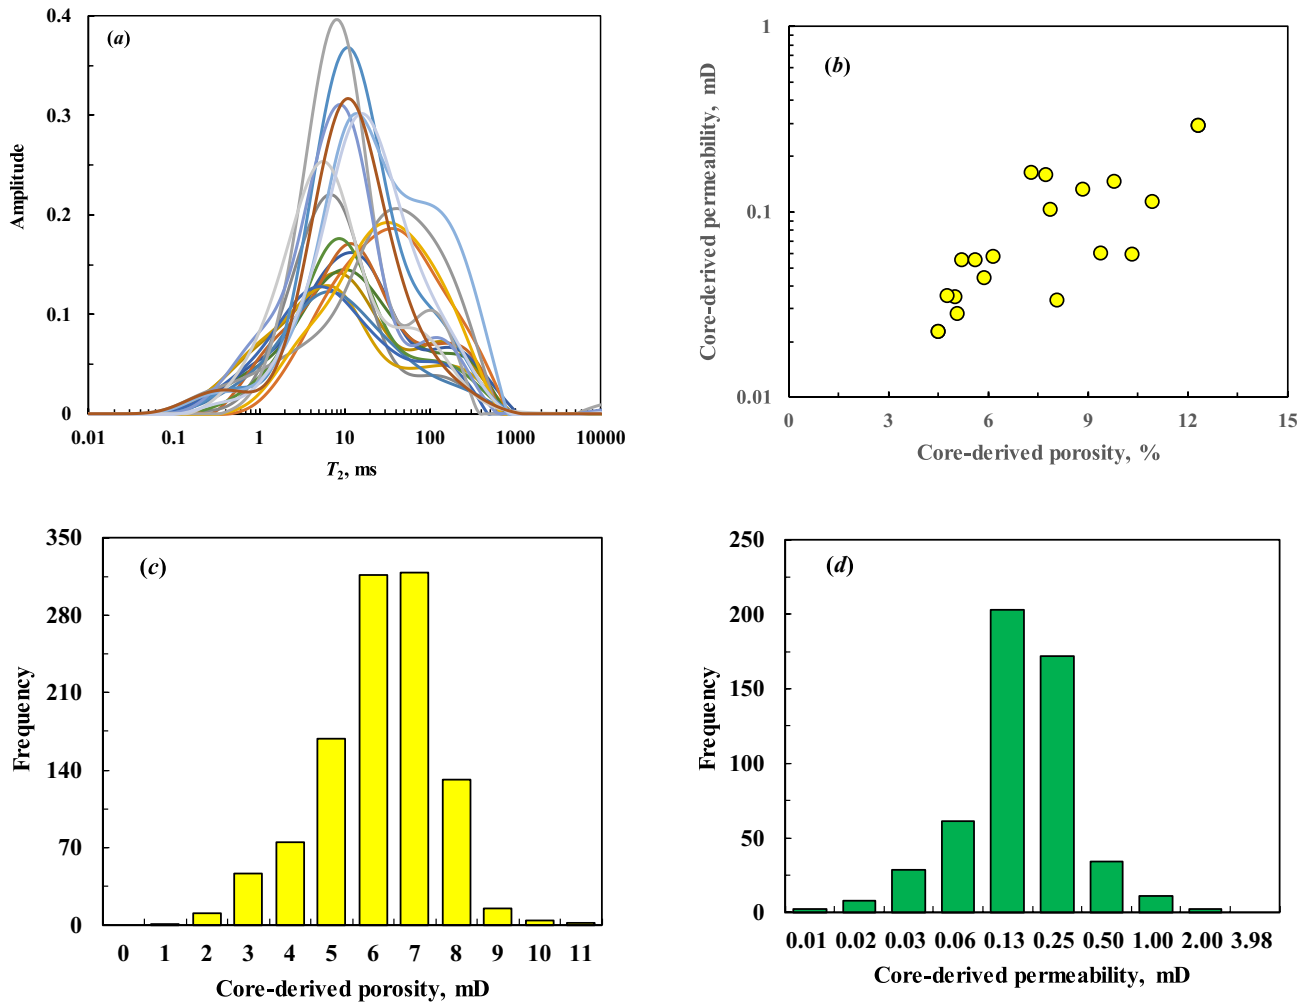 (a)
0.4
0.3
0.2
0.1
0
Amplitude
0.01 0.1 1 10 100 1000 10000
T2, ms
(b)
1
0.1
0.01
Core-derived permeability, mD
0 3 6 9 12 15
Core-derived porosity, %
(c)
350
280
210
140
70
0
Frequency
0 1 2 3 4 5 6 7 8 9 10 11
Core-derived porosity, mD
(d)
250
200
150
100
50
0
Frequency
0.01 0.02 0.03 0.06 0.13 0.25 0.50 1.00 2.00 3.98
Core-derived permeability, mD